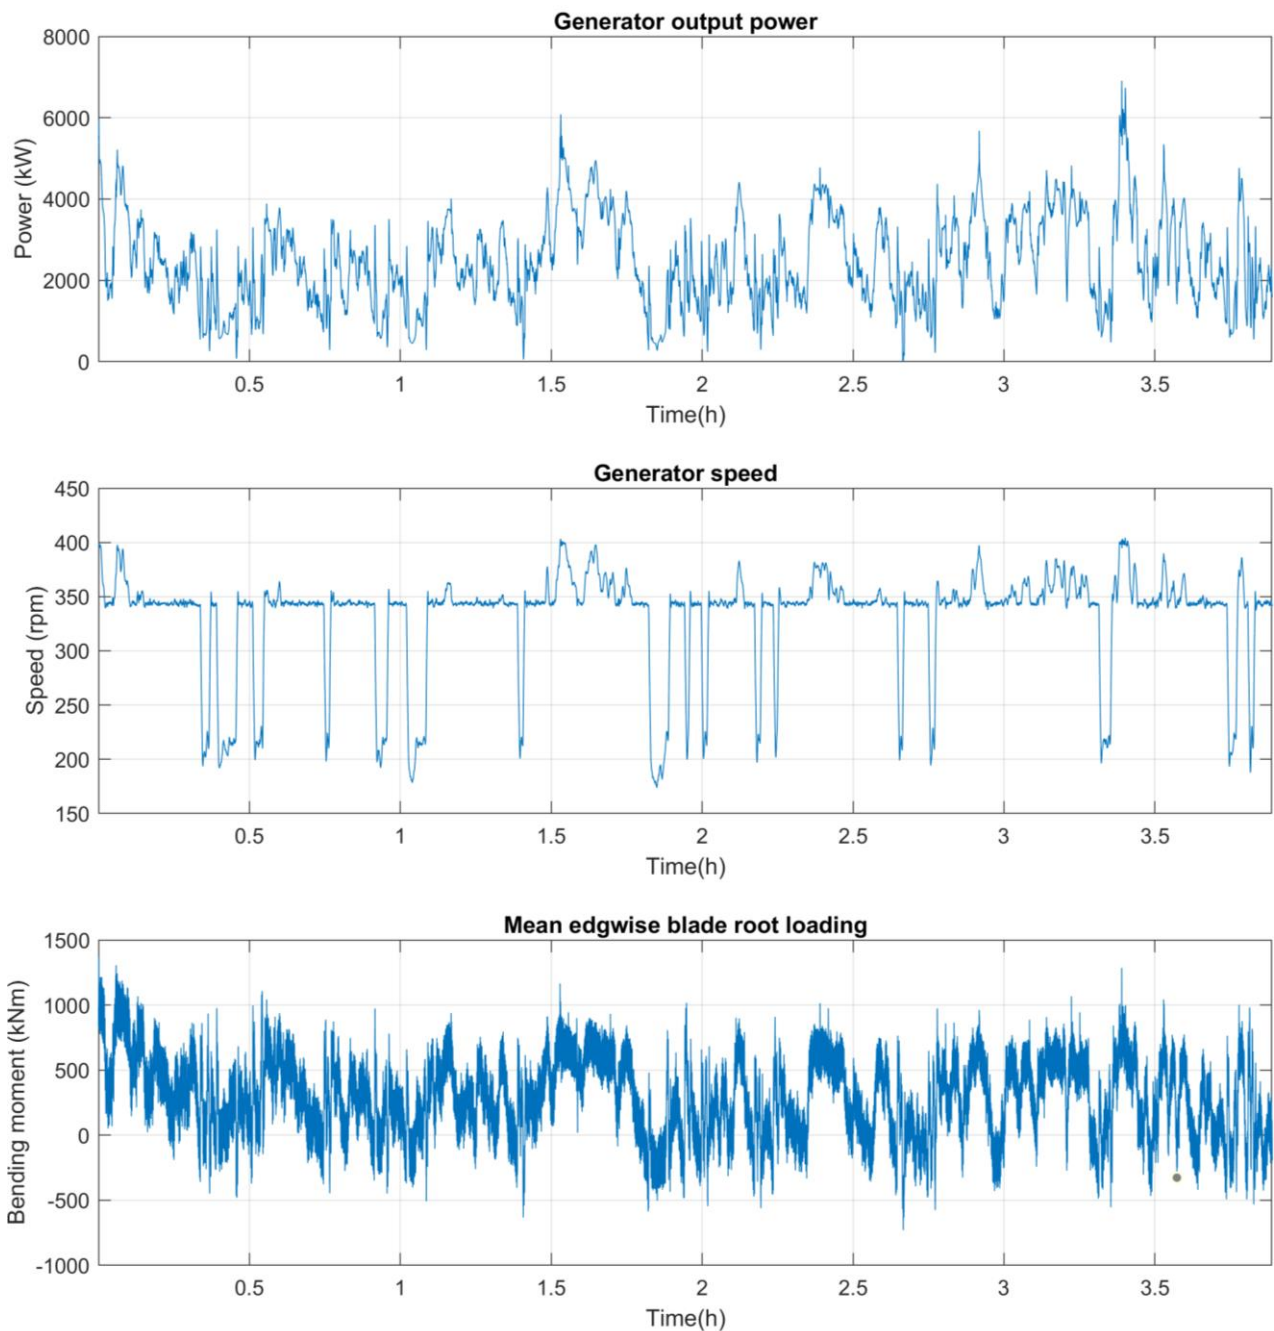 Generator output power
8000
6000
4000
2000
0
Power (kW)
0.5 1 1.5 2 2.5 3 3.5
Time(h)
Generator speed
450
400
350
300
250
200
150
Speed (rpm)
0.5 1 1.5 2 2.5 3 3.5
Time(h)
Mean edgwise blade root loading
1500
1000
500
0
-500
-1000
Bending moment (kNm)
0.5 1 1.5 2 2.5 3 3.5
Time(h)